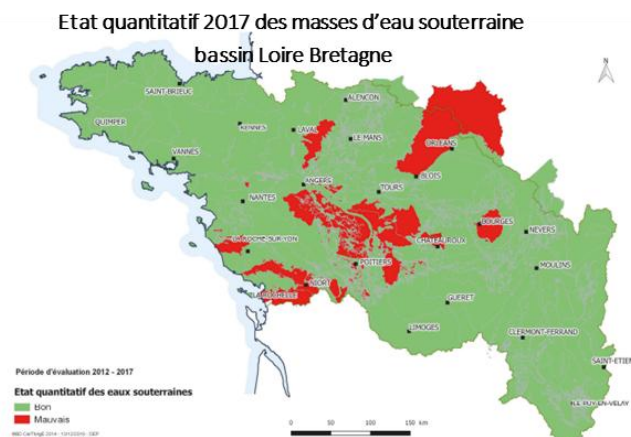 Etat quantitatif 2017 des masses d'eau souterraine
bassin Loire Bretagne
N
ALENCON
SAINT-BRIEUC
QUIMPER
RENNES
LAVAL
LE MANS
ORLEANS
VANNES
BLOIS
ANGERS
TOURS
NANTES
BOURGES
NEVERS
LA ROCHE-SUR-YON
CHATEAUROUX
POITIERS
MOULINS
NIORT
LA ROCHELLE
GUERET
LIMOGES
CLERMONT-FERRAND
SAINT-ETIEN
LE PUY-EN-VELAY
Période d'évaluation 2012 - 2017
Etat quantitatif des eaux souterraines
Bon
Mauvais
0 50 100 150 km